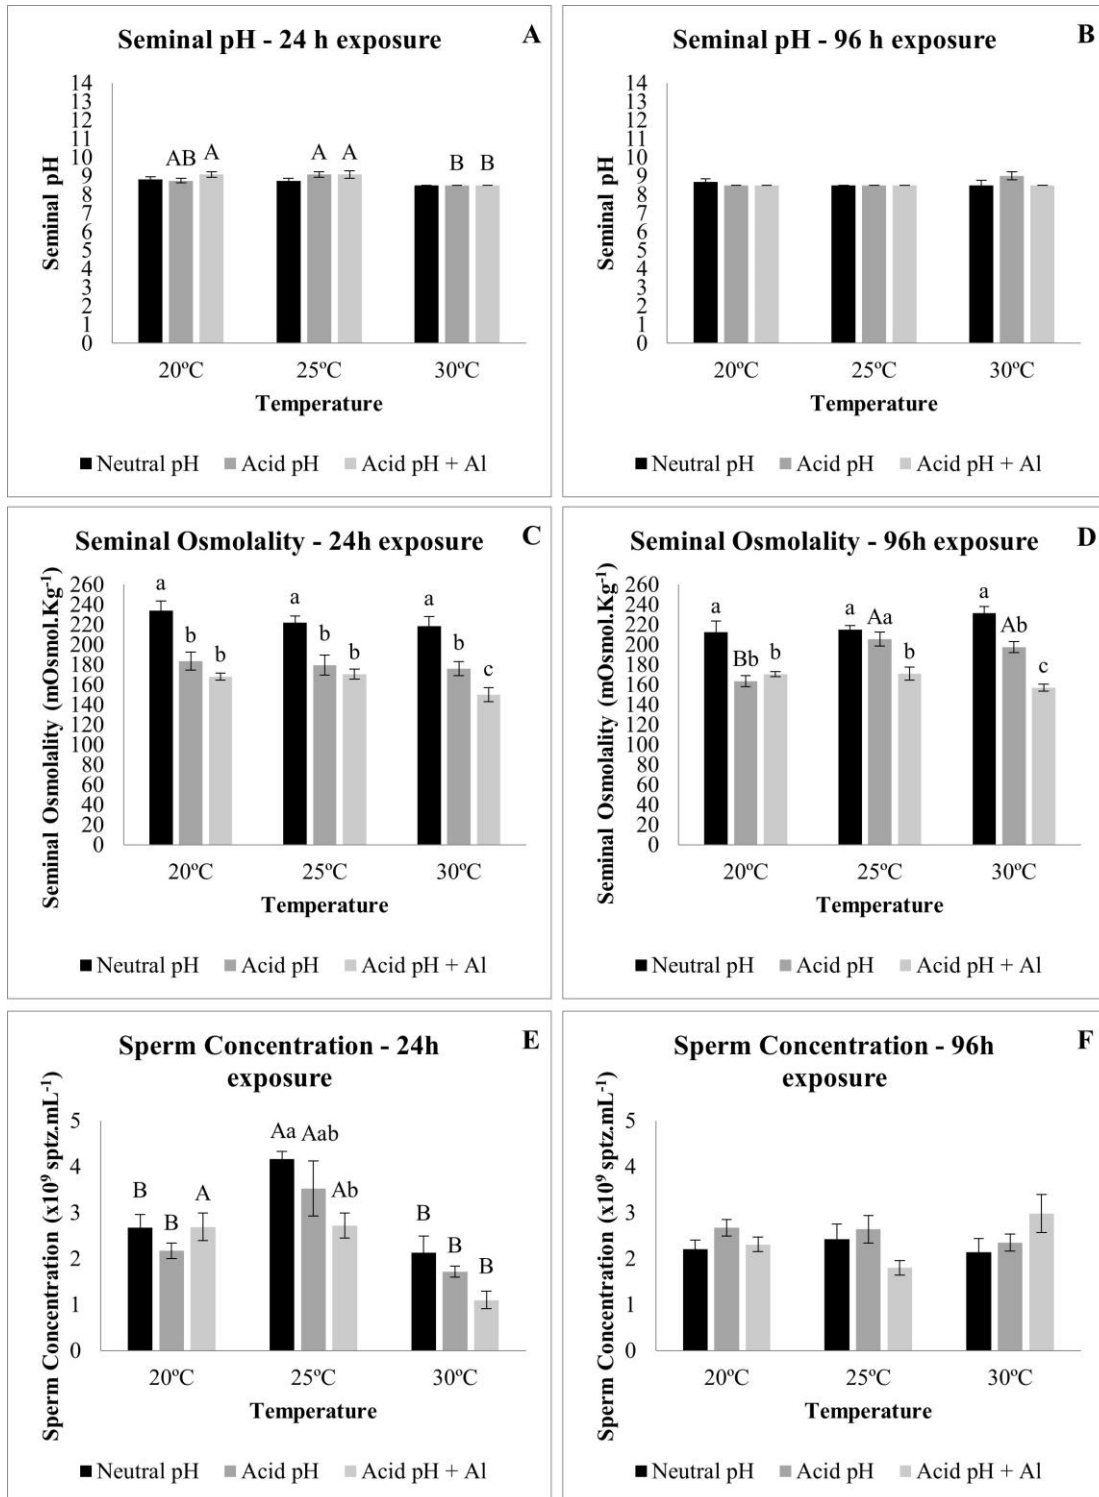 Seminal pH - 24 h exposure
A
Seminal pH
14
13
12
11
10
9
8
7
6
5
4
3
2
1
0
AB
A
A
A
B
B
20ºC
25ºC
30ºC
Temperature
Neutral pH
Acid pH
Acid pH + Al
Seminal pH - 96 h exposure
B
Seminal pH
14
13
12
11
10
9
8
7
6
5
4
3
2
1
0
20ºC
25ºC
30ºC
Temperature
Neutral pH
Acid pH
Acid pH + Al
Seminal Osmolality - 24h exposure
C
Seminal Osmolality (mOsmol.Kg⁻¹)
260
240
220
200
180
160
140
120
100
80
60
40
20
0
a
b
b
a
b
b
a
b
c
20ºC
25ºC
30ºC
Temperature
Neutral pH
Acid pH
Acid pH + Al
Seminal Osmolality - 96h exposure
D
Seminal Osmolality (mOsmol.Kg⁻¹)
260
240
220
200
180
160
140
120
100
80
60
40
20
0
a
Bb
b
a
Aa
b
a
Ab
c
20ºC
25ºC
30ºC
Temperature
Neutral pH
Acid pH
Acid pH + Al
Sperm Concentration - 24h
exposure
E
Sperm Concentration (x10⁹ sptz.mL⁻¹)
5
4
3
2
1
0
B
B
A
Aa
Aab
Ab
B
B
B
20ºC
25ºC
30ºC
Temperature
Neutral pH
Acid pH
Acid pH + Al
Sperm Concentration - 96h
exposure
F
Sperm Concentration (x10⁹ sptz.mL⁻¹)
5
4
3
2
1
0
20ºC
25ºC
30ºC
Temperature
Neutral pH
Acid pH
Acid pH + Al